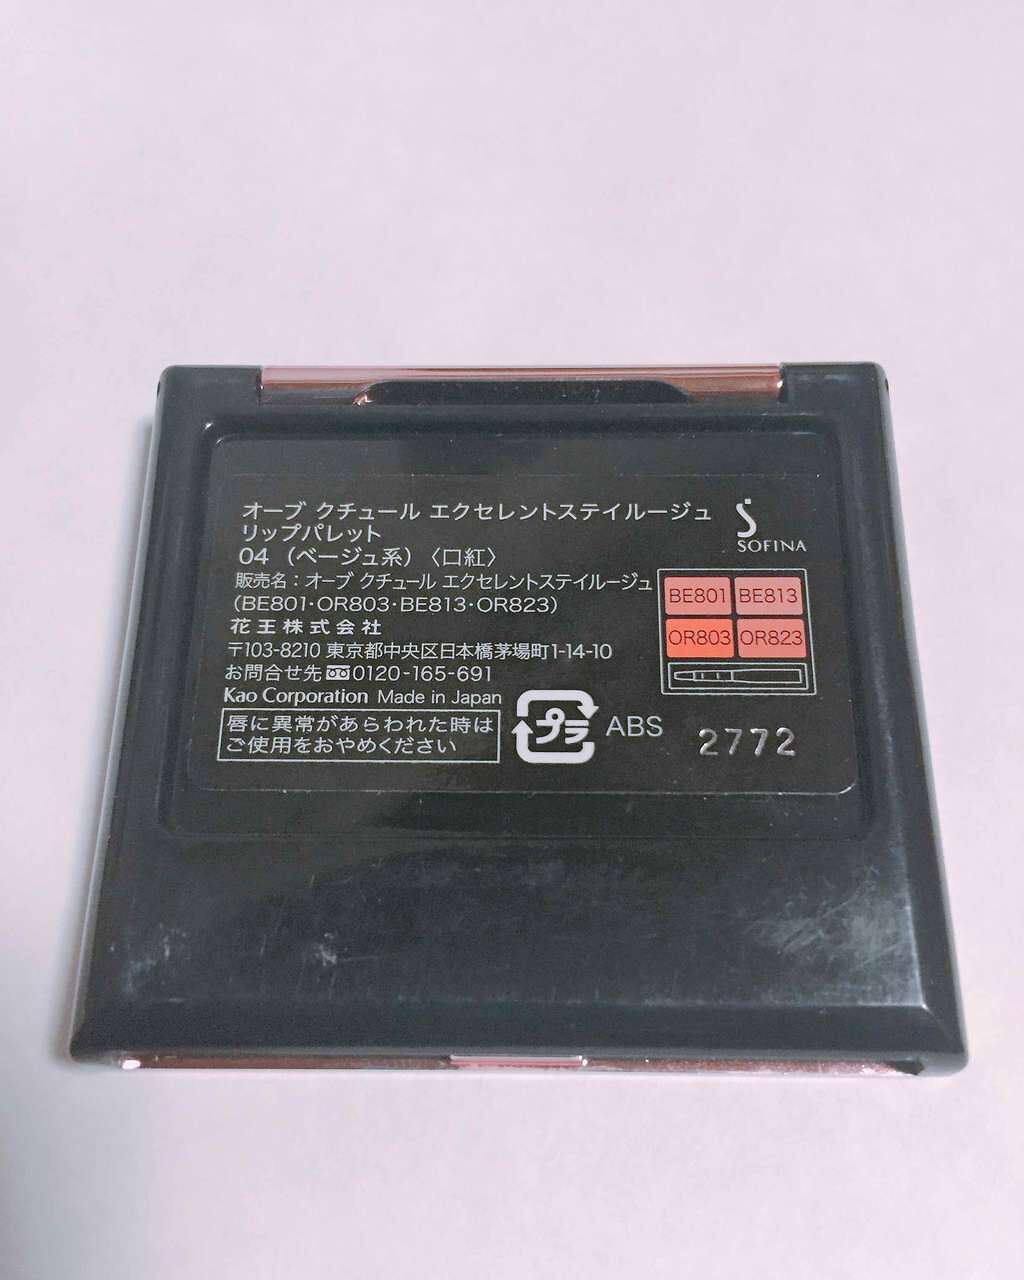 オーブ クチュール エクセレントステイルージュ
リップパレット
04 （ベージュ系）〈口紅〉
販売名：オーブ クチュール エクセレントステイルージュ
（BE801・OR803・BE813・OR823）
花王株式会社
〒103-8210 東京都中央区日本橋茅場町1-14-10
お問合せ先 0120-165-691
Kao Corporation Made in Japan
唇に異常があらわれた時は
ご使用をおやめください
プラ ABS
SOFINA
BE801 BE813
OR803 OR823
2772